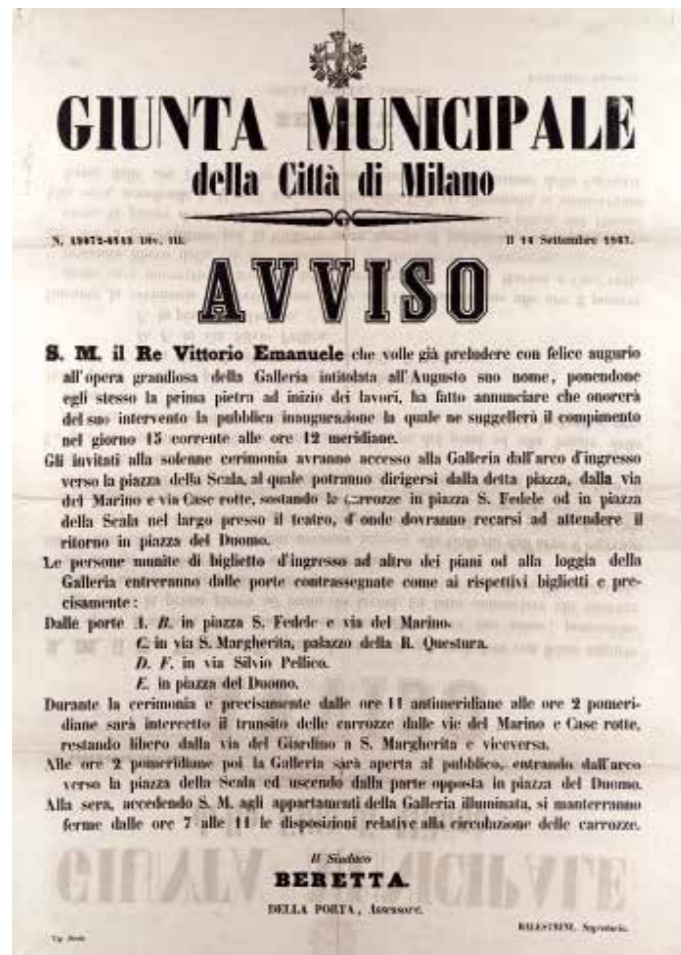 GIUNTA MUNICIPALE
della Città di Milano
Il 14 Settembre 1867.
AVVISO
S. M. il Re Vittorio Emanuele che volle già preludere con felice augurio
all'opera grandiosa della Galleria intitolata all'Augusto suo nome, ponendone
egli stesso la prima pietra ad inizio dei lavori, ha fatto annunciare che onorerà
del suo intervento la pubblica inaugurazione la quale ne suggellerà il compimento
nel giorno 15 corrente alle ore 12 meridiane.
Gli invitati alla solenne cerimonia avranno accesso alla Galleria dall'arco d'ingresso
verso la piazza della Scala, al quale potranno dirigersi dalla detta piazza, dalla via
del Marino e via Case rotte, sostando le carrozze in piazza S. Fedele od in piazza
della Scala nel largo presso il teatro, d'onde dovranno recarsi ad attendere il
ritorno in piazza del Duomo.
Le persone munite di biglietto d'ingresso ad altro dei piani od alla loggia della
Galleria entreranno dalle porte contrassegnate come ai rispettivi biglietti e pre-
cisamente:
Dalle porte A. B. in piazza S. Fedele e via del Marino.
C. in via S. Margherita, palazzo della R. Questura.
D. F. in via Silvio Pellico.
E. in piazza del Duomo.
Durante la cerimonia e precisamente dalle ore 11 antimeridiane alle ore 2 pomeri-
diane sarà intercetto il transito delle carrozze dalle vie del Marino e Case rotte,
restando libero dalla via del Giardino a S. Margherita e viceversa.
Alle ore 2 pomeridiane poi la Galleria sarà aperta al pubblico, entrando dall'arco
verso la piazza della Scala ed uscendo dalla parte opposta in piazza del Duomo.
Alla sera, accedendo S. M. agli appartamenti della Galleria illuminata, si manterranno
ferme dalle ore 7 alle 11 le disposizioni relative alla circolazione delle carrozze.
Il Sindaco
BERETTA.
DELLA PORTA, Assessore.
BALESTRINI, Segretario.